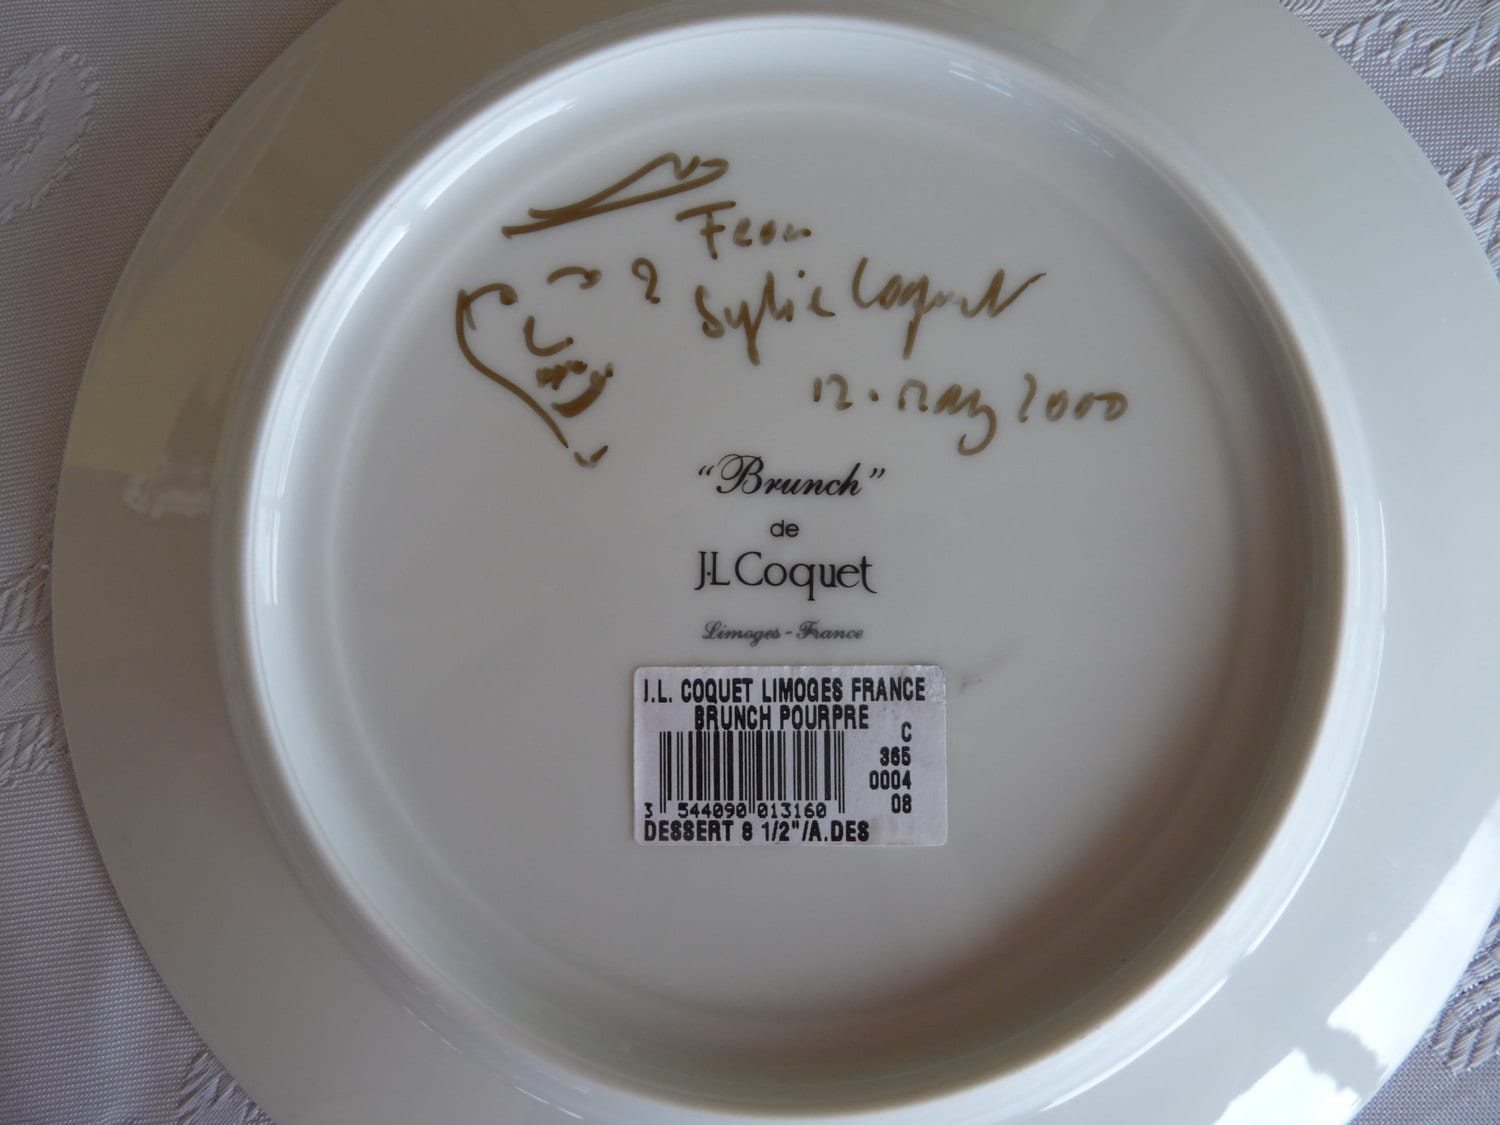 From
Sylvie Coquet
12. May 2000
“Brunch”
de
J.L Coquet
Limoges - France
J.L. COQUET LIMOGES FRANCE
BRUNCH POURPRE
C
365
0004
08
3 544090 013160
DESSERT 8 1/2"/A.DES